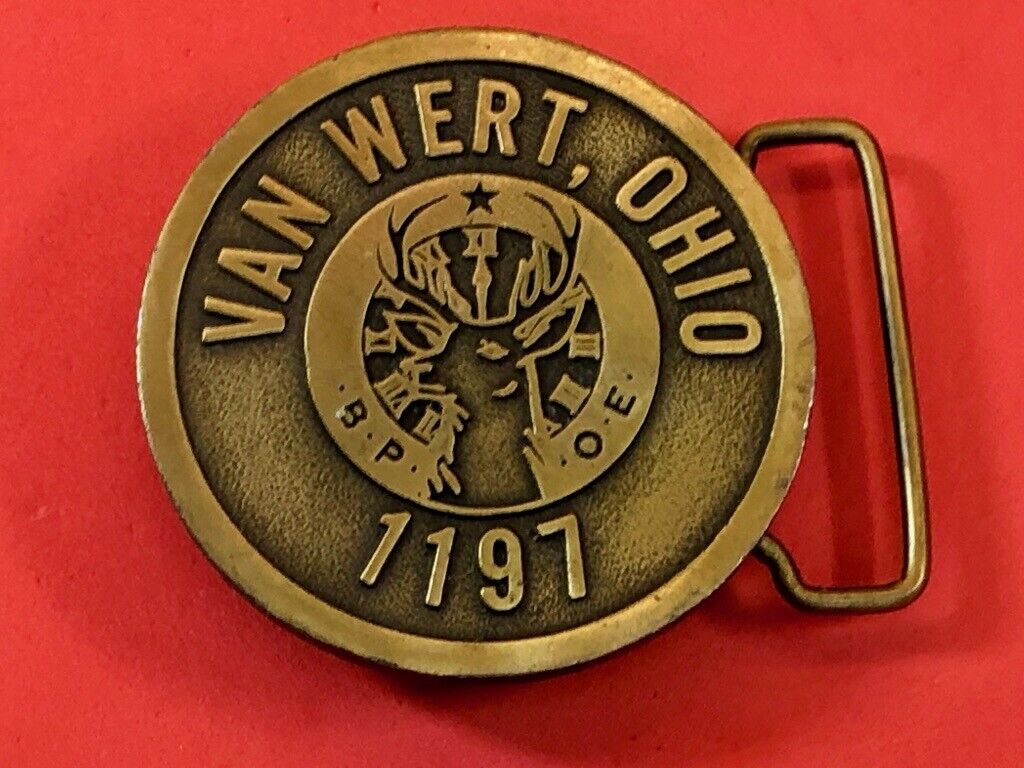 VAN WERT, OHIO
·B·P·O·E·
1197